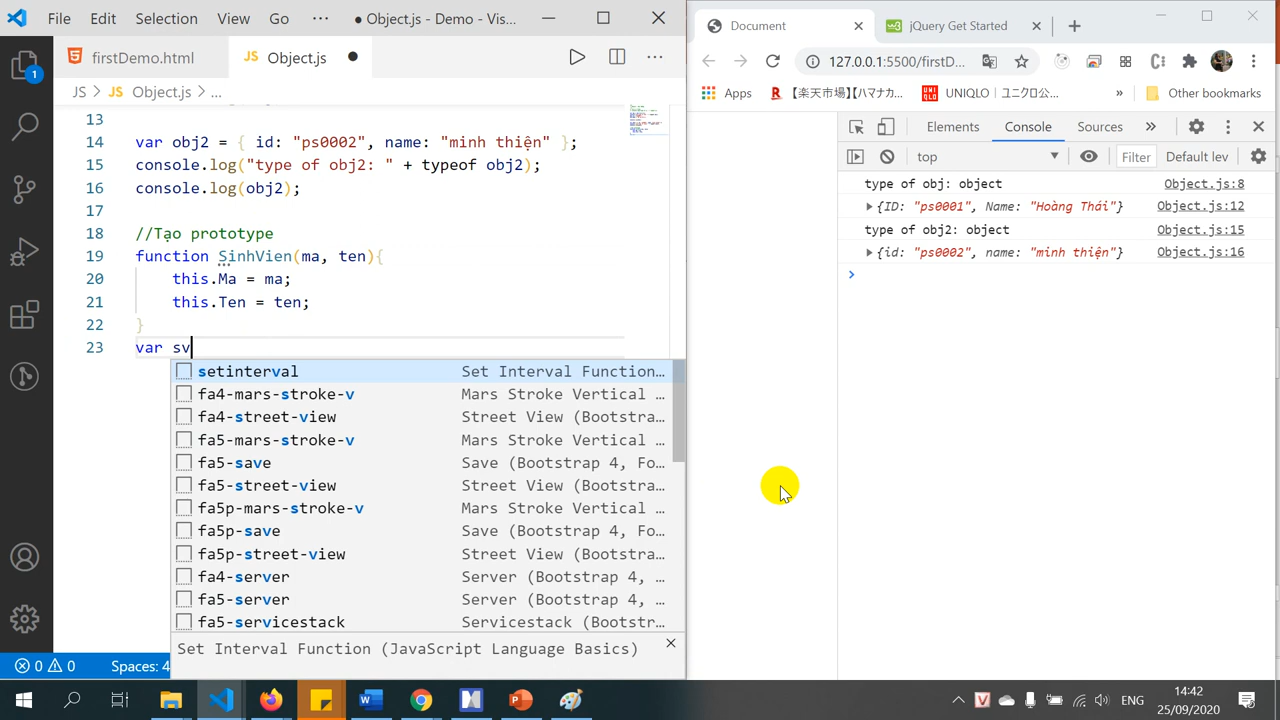 File Edit Selection View Go ··· ● Object.js - Demo - Vis...
firstDemo.html JS Object.js ●
JS > JS Object.js > ...
13
14 var obj2 = { id: "ps0002", name: "minh thiện" };
15 console.log("type of obj2: " + typeof obj2);
16 console.log(obj2);
17
18 //Tạo prototype
19 function SinhVien(ma, ten){
20 this.Ma = ma;
21 this.Ten = ten;
22 }
23 var sv
setinterval Set Interval Function…
fa4-mars-stroke-v Mars Stroke Vertical …
fa4-street-view Street View (Bootstra…
fa5-mars-stroke-v Mars Stroke Vertical …
fa5-save Save (Bootstrap 4, Fo…
fa5-street-view Street View (Bootstra…
fa5p-mars-stroke-v Mars Stroke Vertical …
fa5p-save Save (Bootstrap 4, Fo…
fa5p-street-view Street View (Bootstra…
fa4-server Server (Bootstrap 4, …
fa5-server Server (Bootstrap 4, …
fa5-servicestack Servicestack (Bootstr…
Set Interval Function (JavaScript Language Basics)
1
0 0 Spaces: 4
Document jQuery Get Started
127.0.0.1:5500/firstD...
Apps 【楽天市場】(ハマナカ... UNIQLO | ユニクロ公... » Other bookmarks
Elements Console Sources »
top Filter Default lev
type of obj: object Object.js:8
{ID: "ps0001", Name: "Hoàng Thái"} Object.js:12
type of obj2: object Object.js:15
{id: "ps0002", name: "minh thiện"} Object.js:16
ENG
14:42
25/09/2020